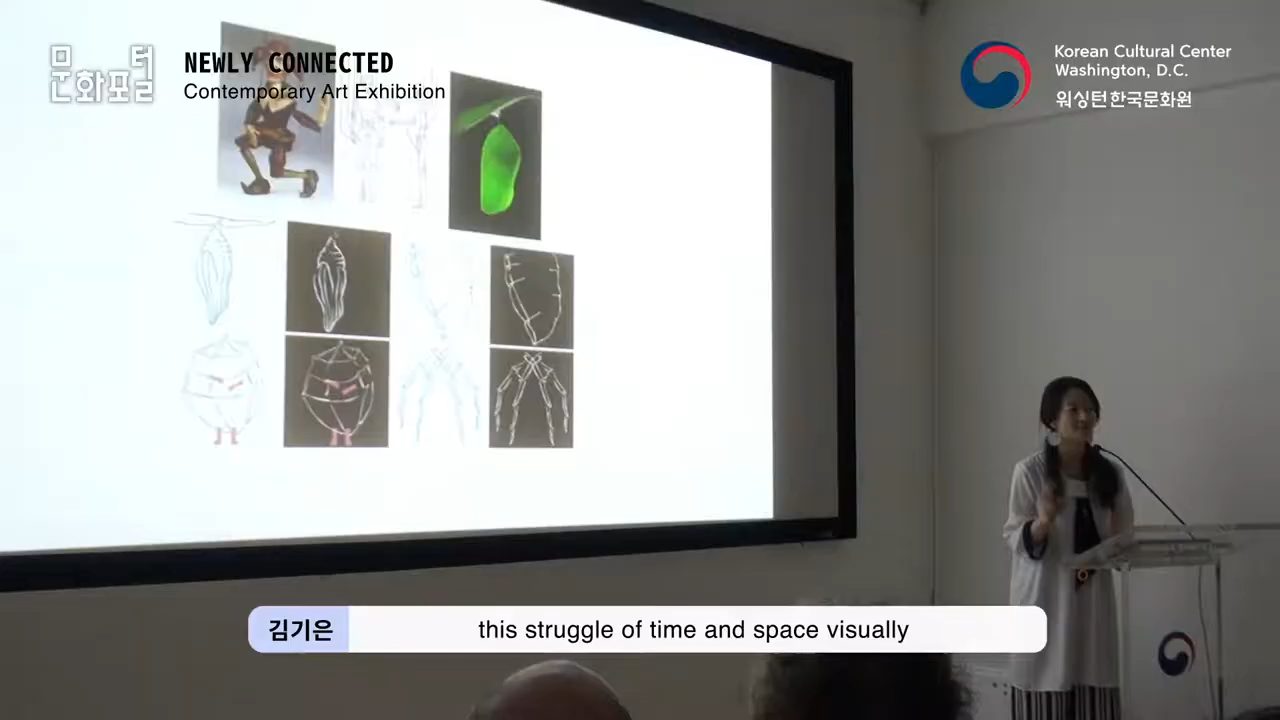 문화포털
NEWLY CONNECTED
Contemporary Art Exhibition
Korean Cultural Center
Washington, D.C.
워싱턴한국문화원
김기은 this struggle of time and space visually